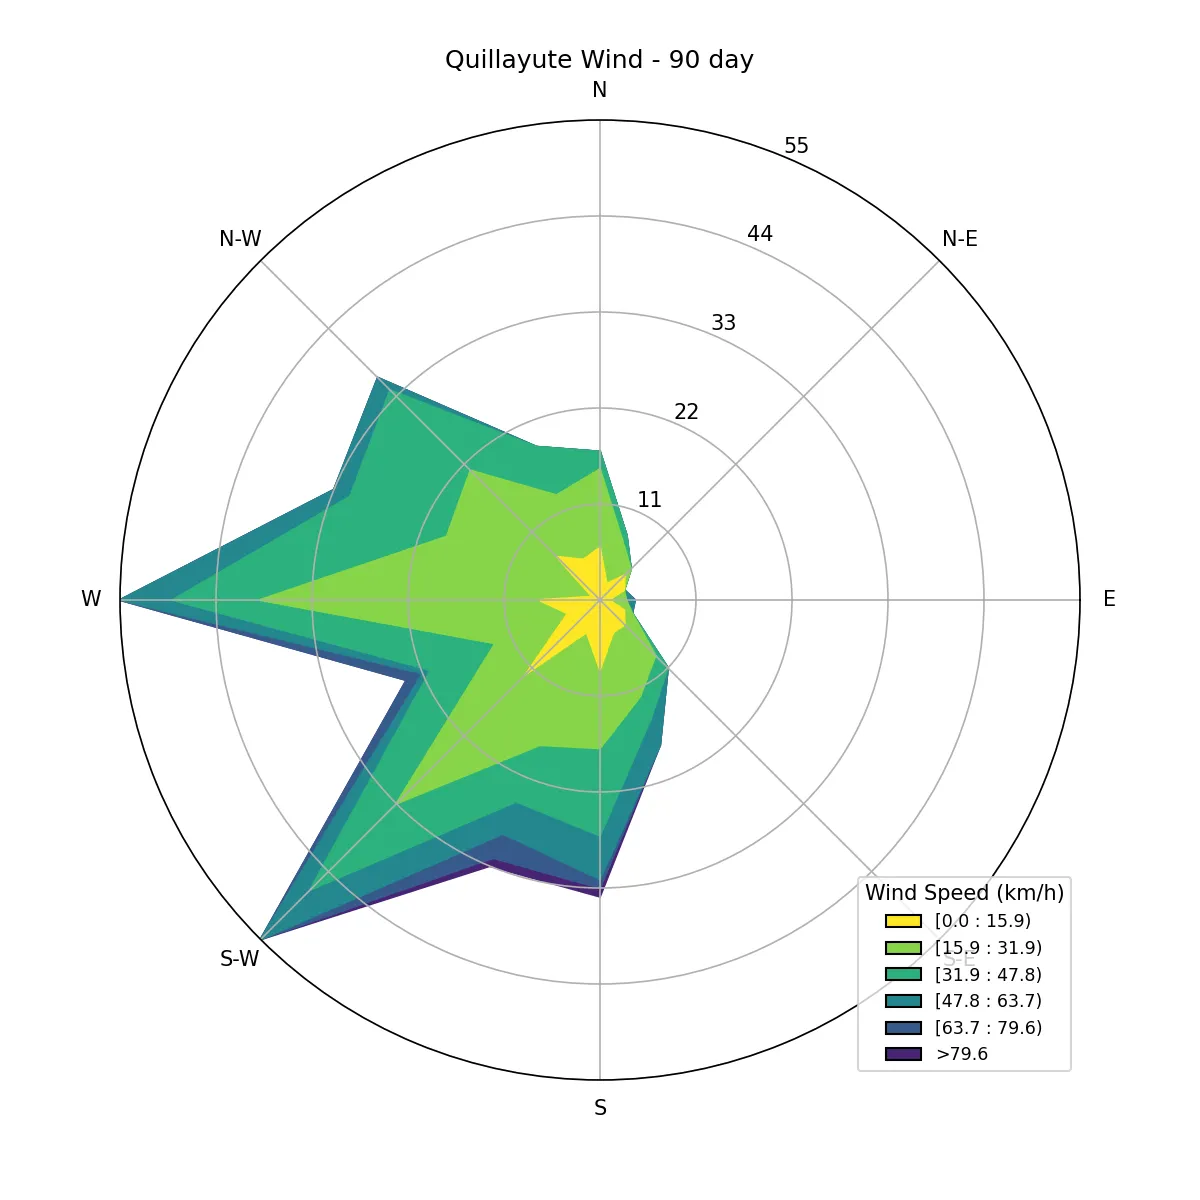 Quillayute Wind - 90 day
N
55
N-W
44
N-E
33
22
11
W
E
S-W
S-E
S
Wind Speed (km/h)
[0.0 : 15.9)
[15.9 : 31.9)
[31.9 : 47.8)
[47.8 : 63.7)
[63.7 : 79.6)
>79.6